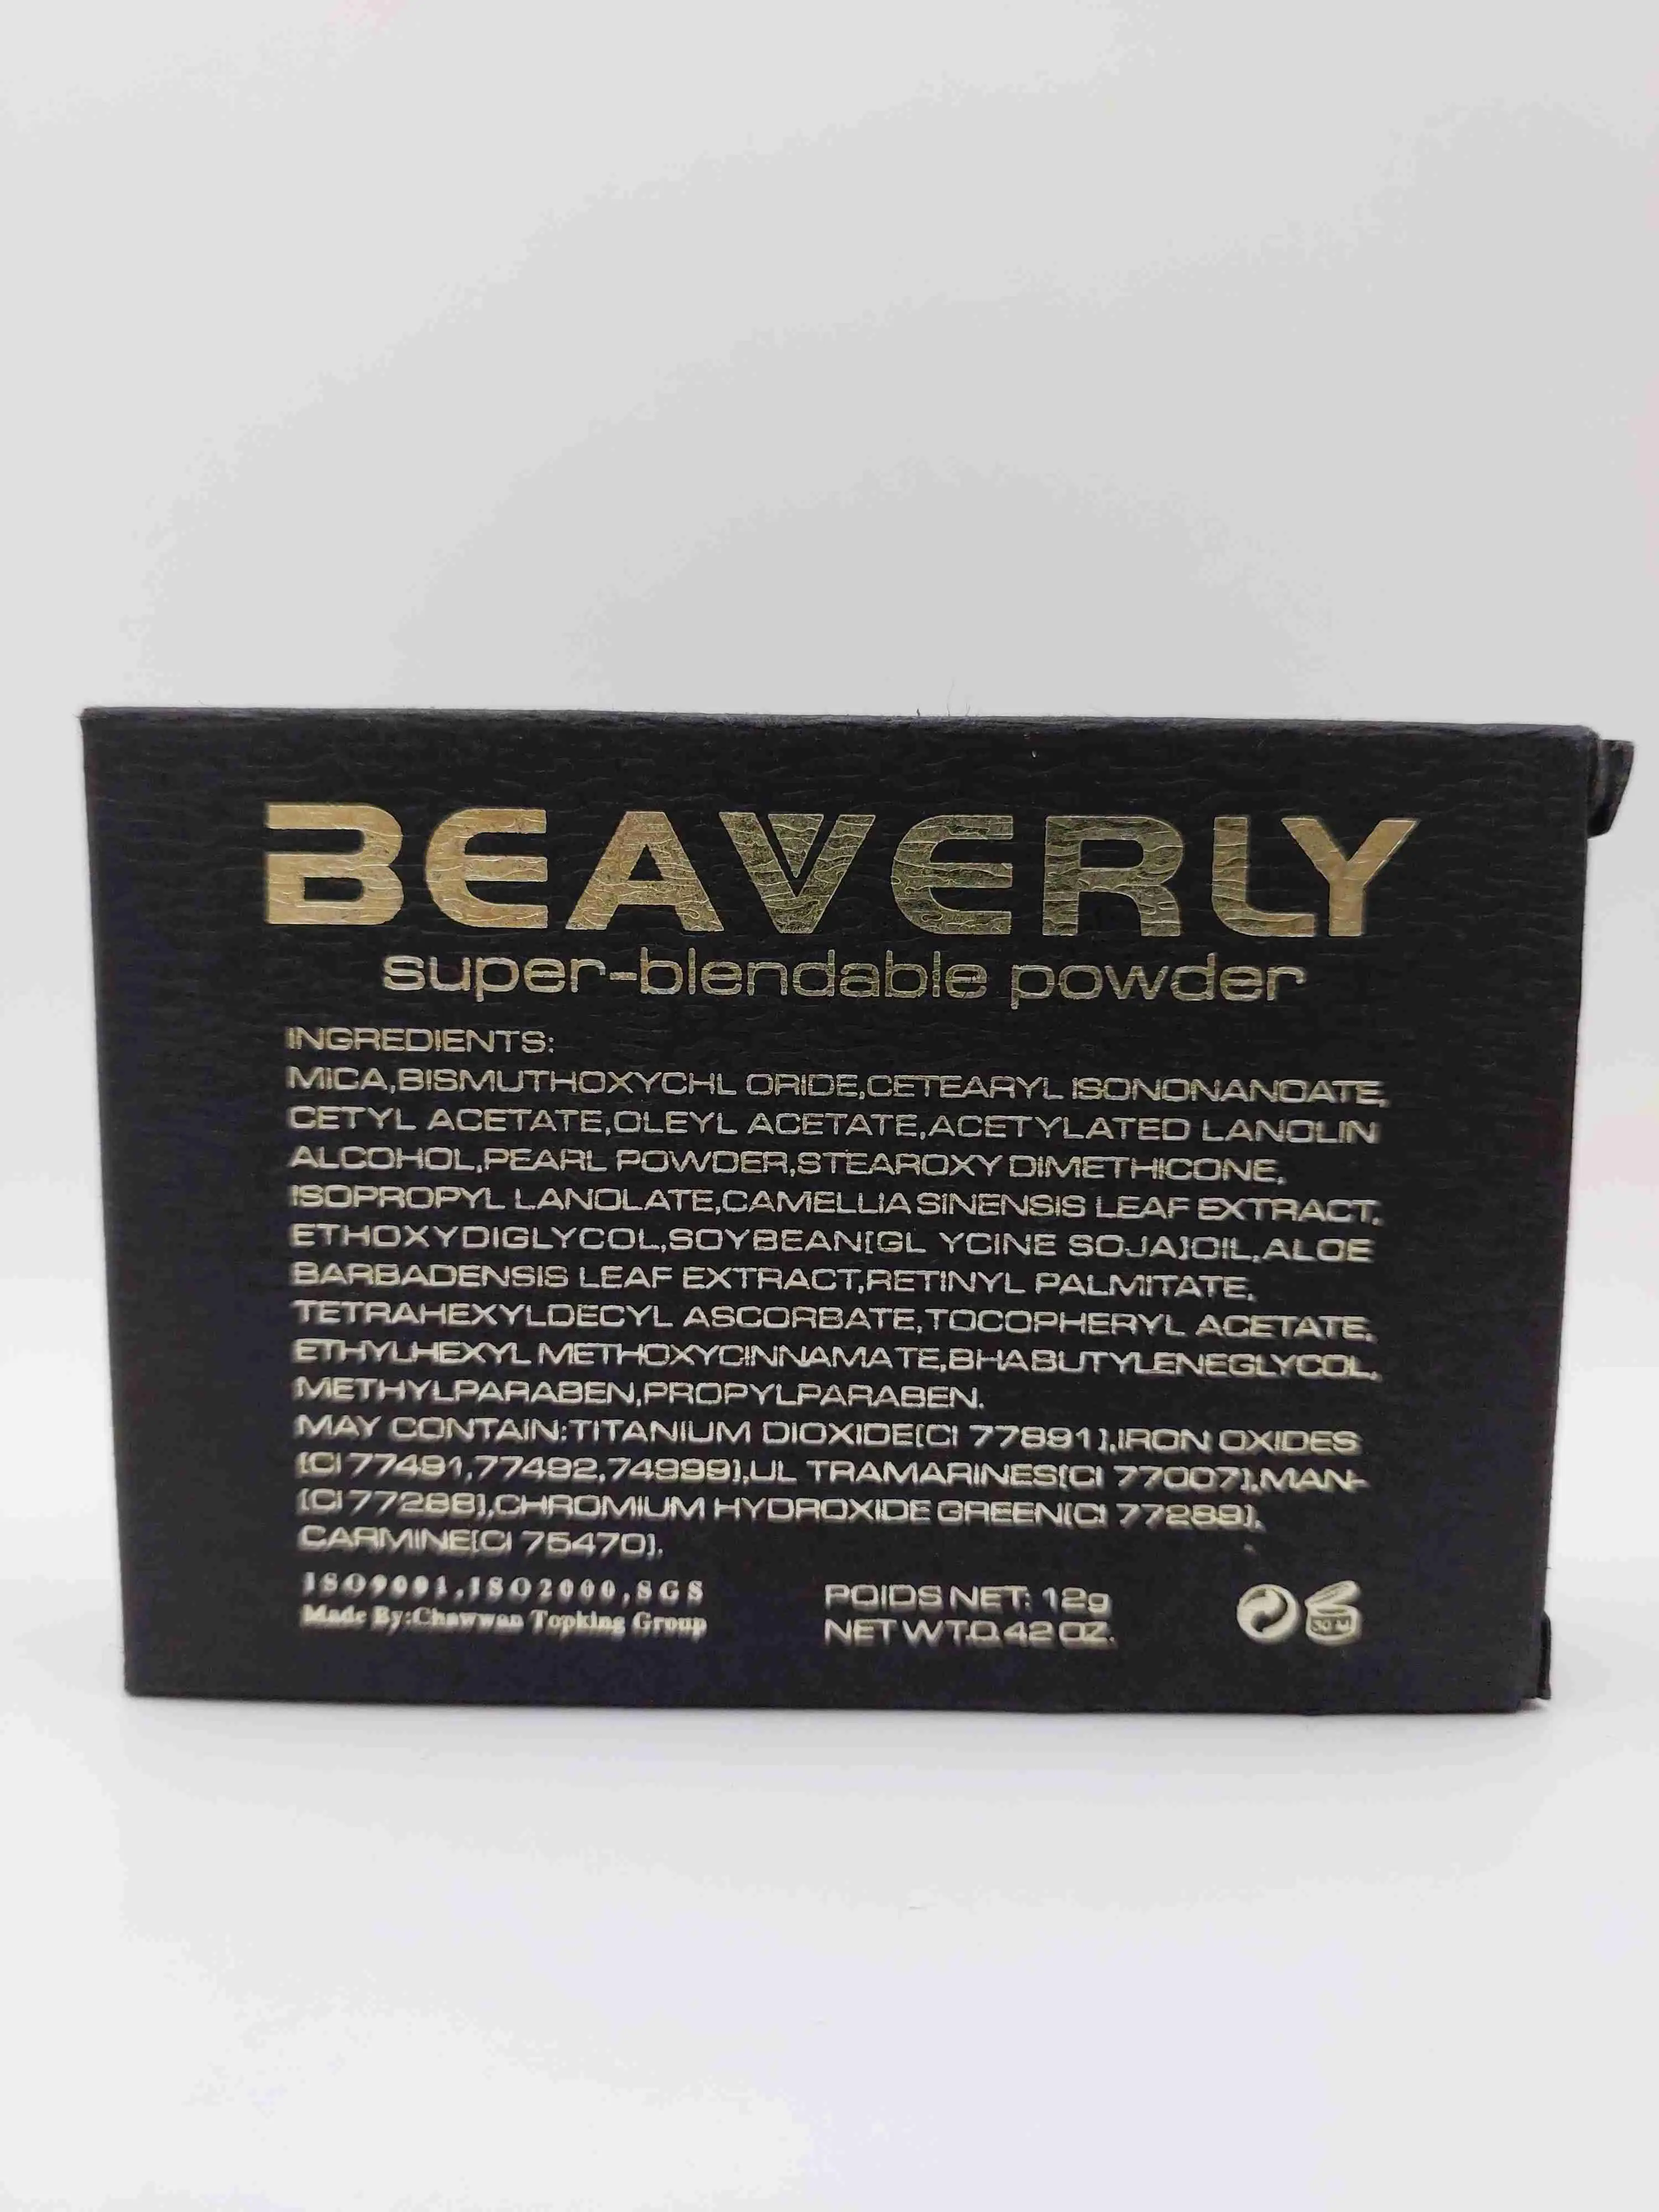 BEAVERLY
super-blendable powder
INGREDIENTS:
MICA,BISMUTHOXYCHL ORIDE,CETEARYL ISONONANOATE,
CETYL ACETATE,OLEYL ACETATE,ACETYLATED LANOLIN
ALCOHOL,PEARL POWDER,STEAROXY DIMETHICONE,
ISOPROPYL LANOLATE,CAMELLIA SINENSIS LEAF EXTRACT,
ETHOXYDIGLYCOL,SOYBEAN[GL YCINE SOJA]OIL,ALOE
BARBADENSIS LEAF EXTRACT,RETINYL PALMITATE,
TETRAHEXYLDECYL ASCORBATE,TOCOPHERYL ACETATE,
ETHYLHEXYL METHOXYCINNAMA TE,BHABUTYLENEGLYCOL,
METHYLPARABEN,PROPYLPARABEN.
MAY CONTAIN:TITANIUM DIOXIDE[CI 77891],IRON OXIDES
[CI 77491,77492,74999],UL TRAMARINES[CI 77007],MAN-
[CI 77288],CHROMIUM HYDROXIDE GREEN[CI 77289],
CARMINE[CI 75470].
ISO9001,ISO2000,SGS
Made By:Chawwan Topking Group
POIDS NET: 12g
NET WT.0.42 OZ.
30 M